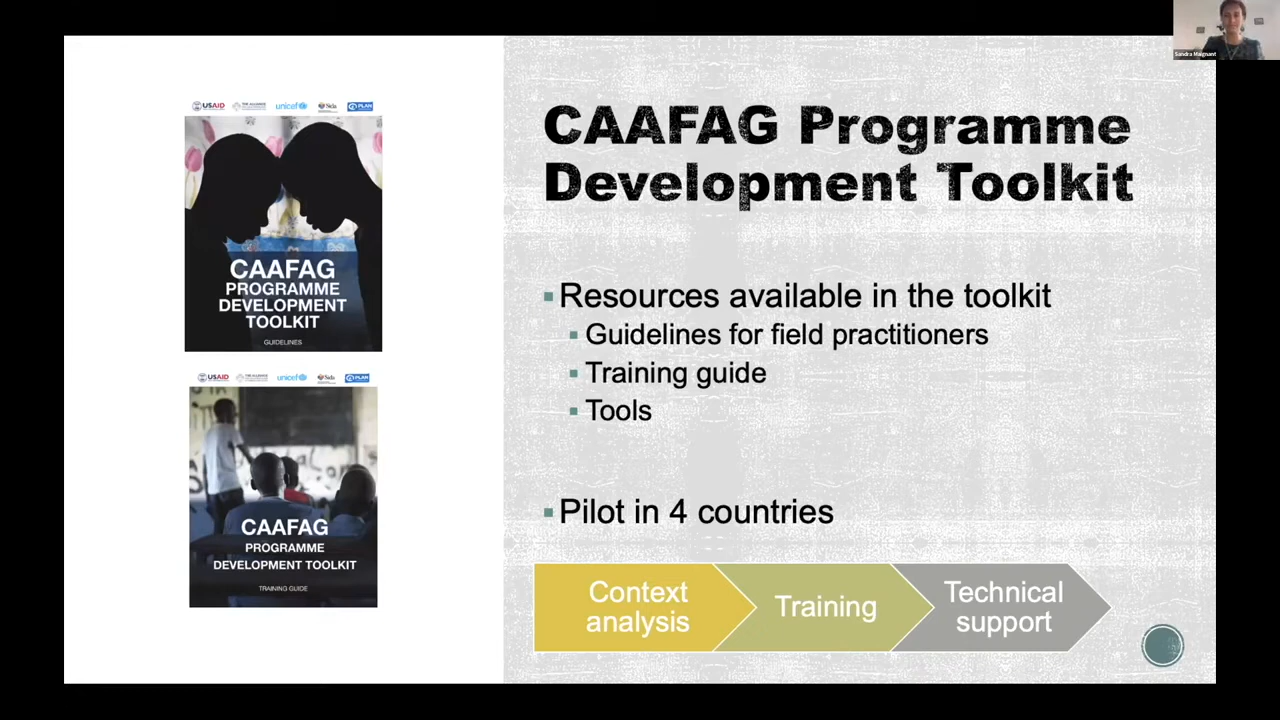 Sandra Maignant
USAID
THE ALLIANCE
unicef
Sida
PLAN
CAAFAG
PROGRAMME
DEVELOPMENT
TOOLKIT
GUIDELINES
USAID
THE ALLIANCE
unicef
Sida
PLAN
CAAFAG
PROGRAMME
DEVELOPMENT TOOLKIT
TRAINING GUIDE
CAAFAG Programme
Development Toolkit
Resources available in the toolkit
Guidelines for field practitioners
Training guide
Tools
Pilot in 4 countries
Context
analysis
Training
Technical
support